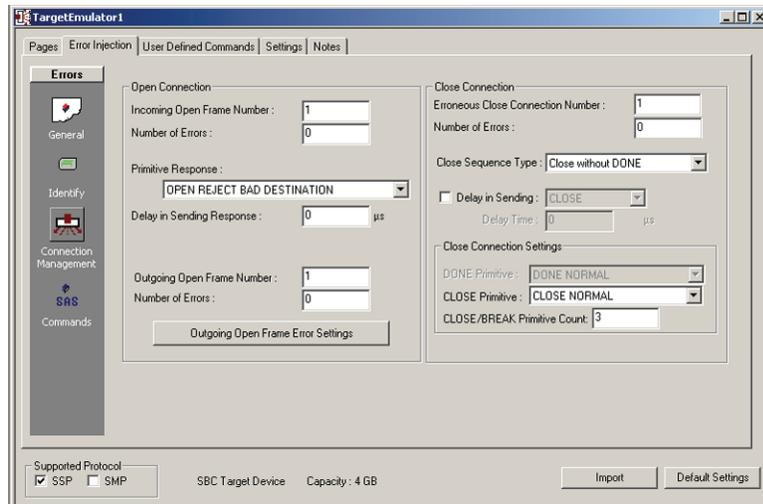 TargetEmulator1
Pages Error Injection User Defined Commands Settings Notes
Errors
General
Identify
Connection
Management
SAS
Commands
Open Connection
Incoming Open Frame Number : 1
Number of Errors : 0
Primitive Response :
OPEN REJECT BAD DESTINATION
Delay in Sending Response : 0 µs
Outgoing Open Frame Number : 1
Number of Errors : 0
Outgoing Open Frame Error Settings
Close Connection
Erroneous Close Connection Number : 1
Number of Errors : 0
Close Sequence Type : Close without DONE
Delay in Sending : CLOSE
Delay Time : 0 µs
Close Connection Settings
DONE Primitive : DONE NORMAL
CLOSE Primitive : CLOSE NORMAL
CLOSE/BREAK Primitive Count: 3
Supported Protocol
SSP SMP
SBC Target Device Capacity : 4 GB
Import
Default Settings